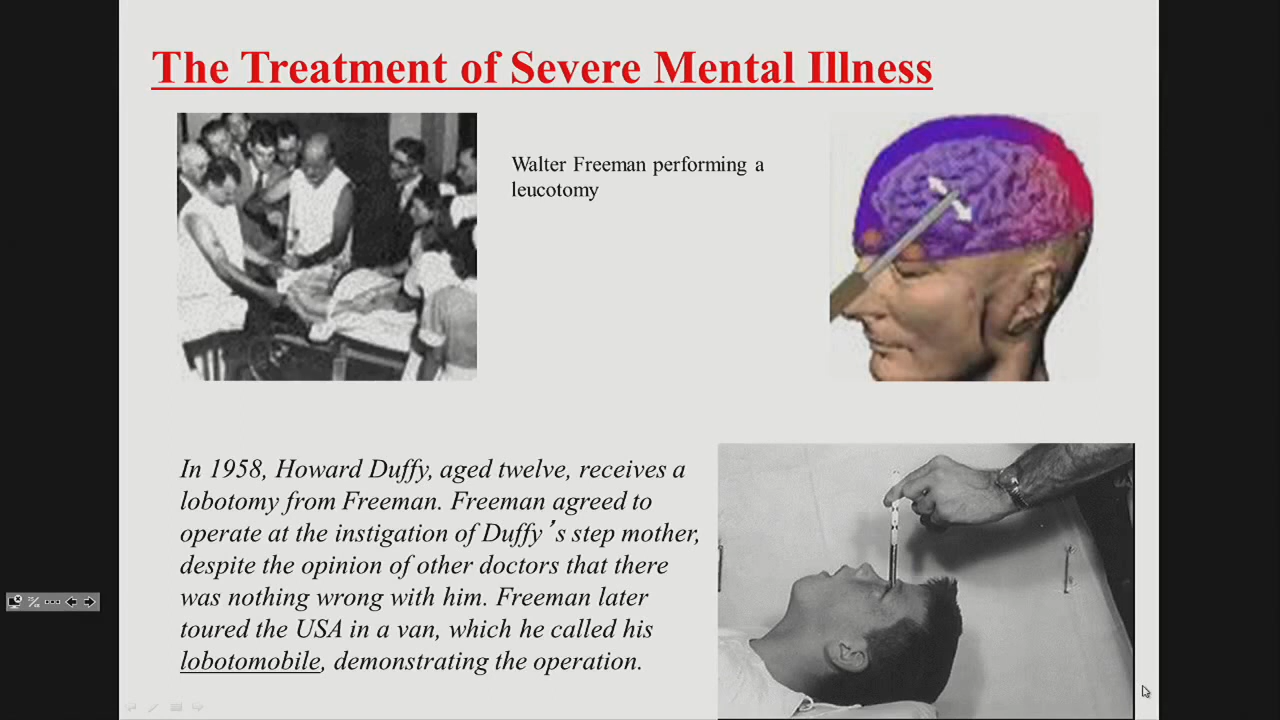 The Treatment of Severe Mental Illness
Walter Freeman performing a
leucotomy
In 1958, Howard Duffy, aged twelve, receives a
lobotomy from Freeman. Freeman agreed to
operate at the instigation of Duffy’s step mother,
despite the opinion of other doctors that there
was nothing wrong with him. Freeman later
toured the USA in a van, which he called his
lobotomobile, demonstrating the operation.